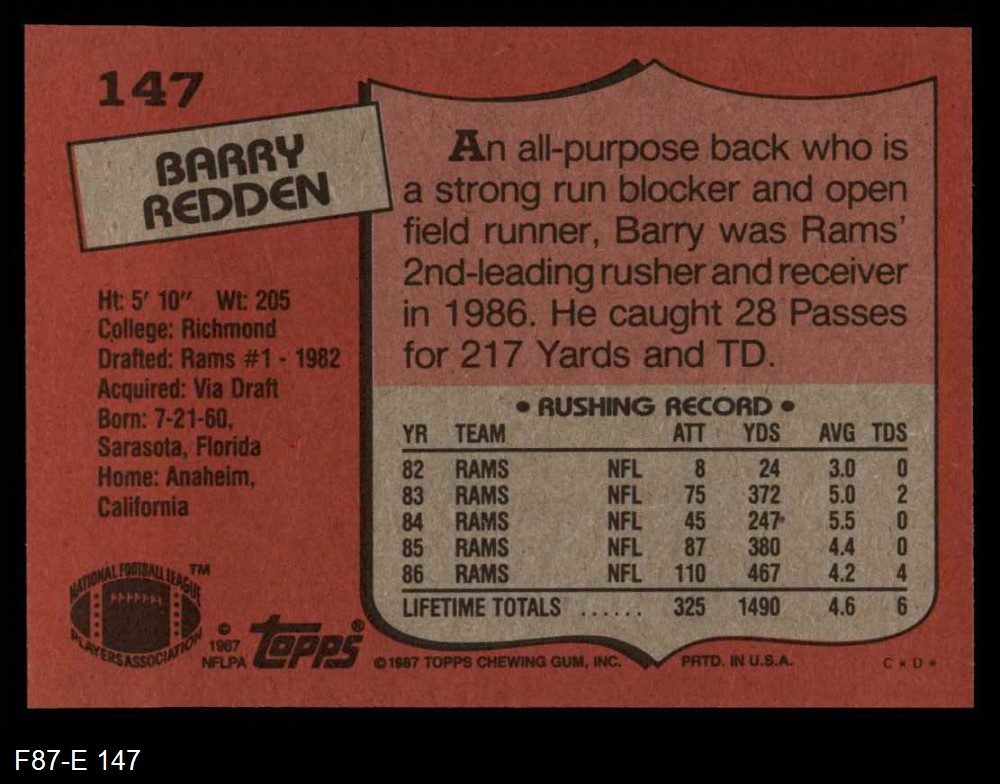 147
BARRY
REDDEN
Ht: 5' 10" Wt: 205
College: Richmond
Drafted: Rams #1 - 1982
Acquired: Via Draft
Born: 7-21-60,
Sarasota, Florida
Home: Anaheim,
California
An all-purpose back who is
a strong run blocker and open
field runner, Barry was Rams'
2nd-leading rusher and receiver
in 1986. He caught 28 Passes
for 217 Yards and TD.
• RUSHING RECORD •
YR TEAM ATT YDS AVG TDS
82 RAMS NFL 8 24 3.0 0
83 RAMS NFL 75 372 5.0 2
84 RAMS NFL 45 247 5.5 0
85 RAMS NFL 87 380 4.4 0
86 RAMS NFL 110 467 4.2 4
LIFETIME TOTALS ...... 325 1490 4.6 6
NATIONAL FOOTBALL LEAGUE ™
PLAYERS ASSOCIATION
©
1987
NFLPA
TOPPS®
©1987 TOPPS CHEWING GUM, INC. PRTD. IN U.S.A. C*D*
F87-E 147